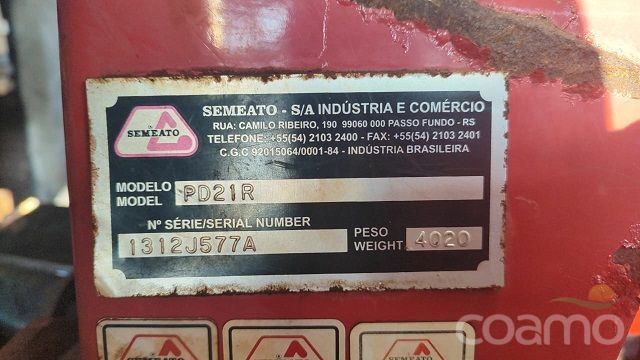 SEMEATO
SEMEATO - S/A INDÚSTRIA E COMÉRCIO
RUA: CAMILO RIBEIRO, 190 99060 000 PASSO FUNDO - RS
TELEFONE: +55(54) 2103 2400 - FAX: +55(54) 2103 2401
C.G.C 92015064/0001-84 - INDÚSTRIA BRASILEIRA
MODELO
MODEL
PD21R
Nº SÉRIE/SERIAL NUMBER
1312J577A
PESO
WEIGHT
4020
SEMEATO
SEMEATO
SEMEATO
coamo